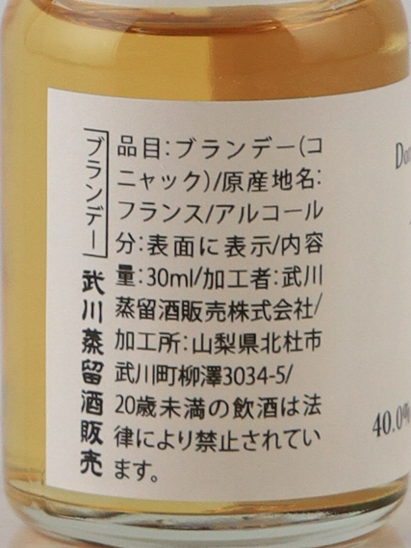 ブランデー
武川蒸留酒販売
品目:ブランデー(コ
ニャック)/原産地名:
フランス/アルコール
分:表面に表示/内容
量:30ml/加工者:武川
蒸留酒販売株式会社/
加工所:山梨県北杜市
武川町柳澤3034-5/
20歳未満の飲酒は法
律により禁止されてい
ます。
40.0%